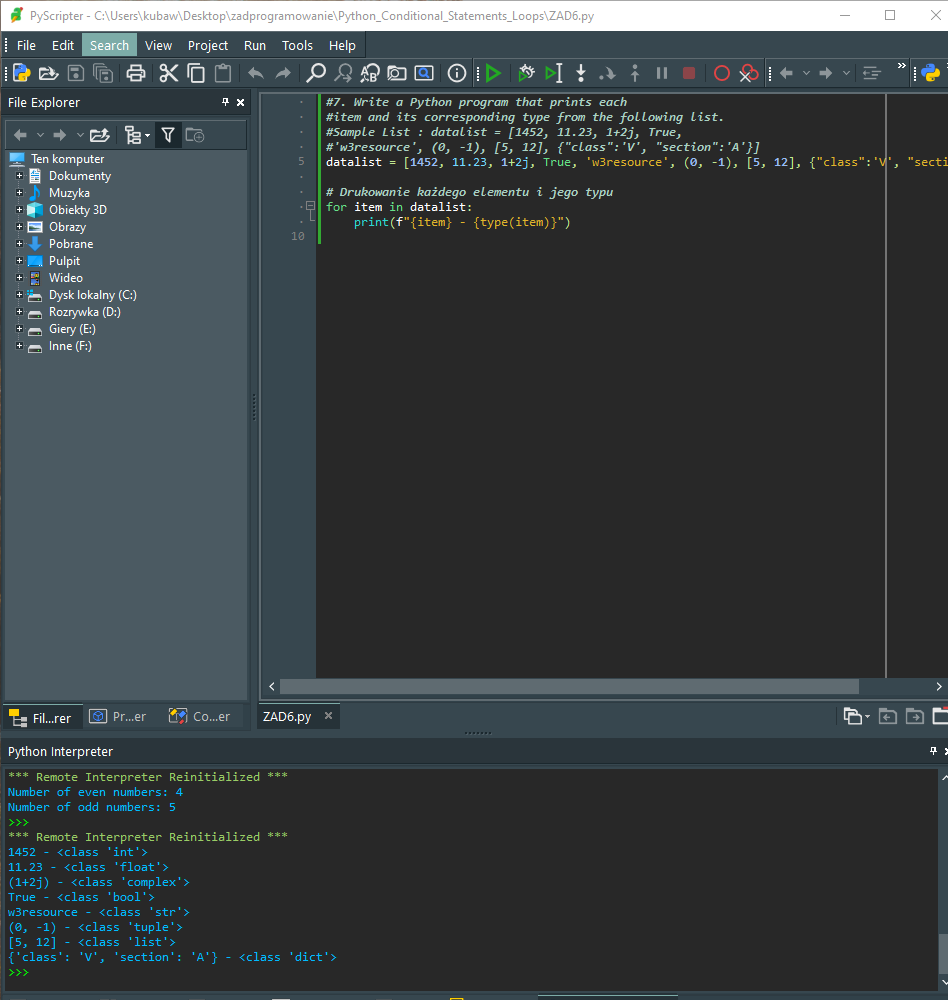 PyScripter - C:\Users\kubaw\Desktop\zadprogramowanie\Python_Conditional_Statements_Loops\ZAD6.py
File Edit Search View Project Run Tools Help
File Explorer
Ten komputer
Dokumenty
Muzyka
Obiekty 3D
Obrazy
Pobrane
Pulpit
Wideo
Dysk lokalny (C:)
Rozrywka (D:)
Giery (E:)
Inne (F:)
Fil...rer Pr...er Co...er
#7. Write a Python program that prints each
#item and its corresponding type from the following list.
#Sample List : datalist = [1452, 11.23, 1+2j, True,
#'w3resource', (0, -1), [5, 12], {"class":'V', "section":'A'}]
5 datalist = [1452, 11.23, 1+2j, True, 'w3resource', (0, -1), [5, 12], {"class":'V', "secti
# Drukowanie każdego elementu i jego typu
for item in datalist:
    print(f"{item} - {type(item)}")
10
ZAD6.py
Python Interpreter
*** Remote Interpreter Reinitialized ***
Number of even numbers: 4
Number of odd numbers: 5
>>>
*** Remote Interpreter Reinitialized ***
1452 - <class 'int'>
11.23 - <class 'float'>
(1+2j) - <class 'complex'>
True - <class 'bool'>
w3resource - <class 'str'>
(0, -1) - <class 'tuple'>
[5, 12] - <class 'list'>
{'class': 'V', 'section': 'A'} - <class 'dict'>
>>>